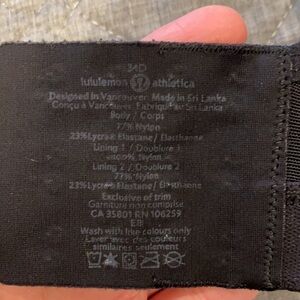 34D
lululemon athletica
Designed in Vancouver Made in Sri Lanka
Conçu à Vancouver Fabriqué au Sri Lanka
Body / Corps
77% Nylon
23% Lycra® Elastane / Élasthanne
Lining 1 / Doublure 1
100% Nylon
Lining 2 / Doublure 2
77% Nylon
23% Lycra® Elastane / Élasthanne
Exclusive of trim
Garniture non comprise
CA 35801 RN 106259
Wash with like colours only
Laver avec des couleurs
similaires seulement